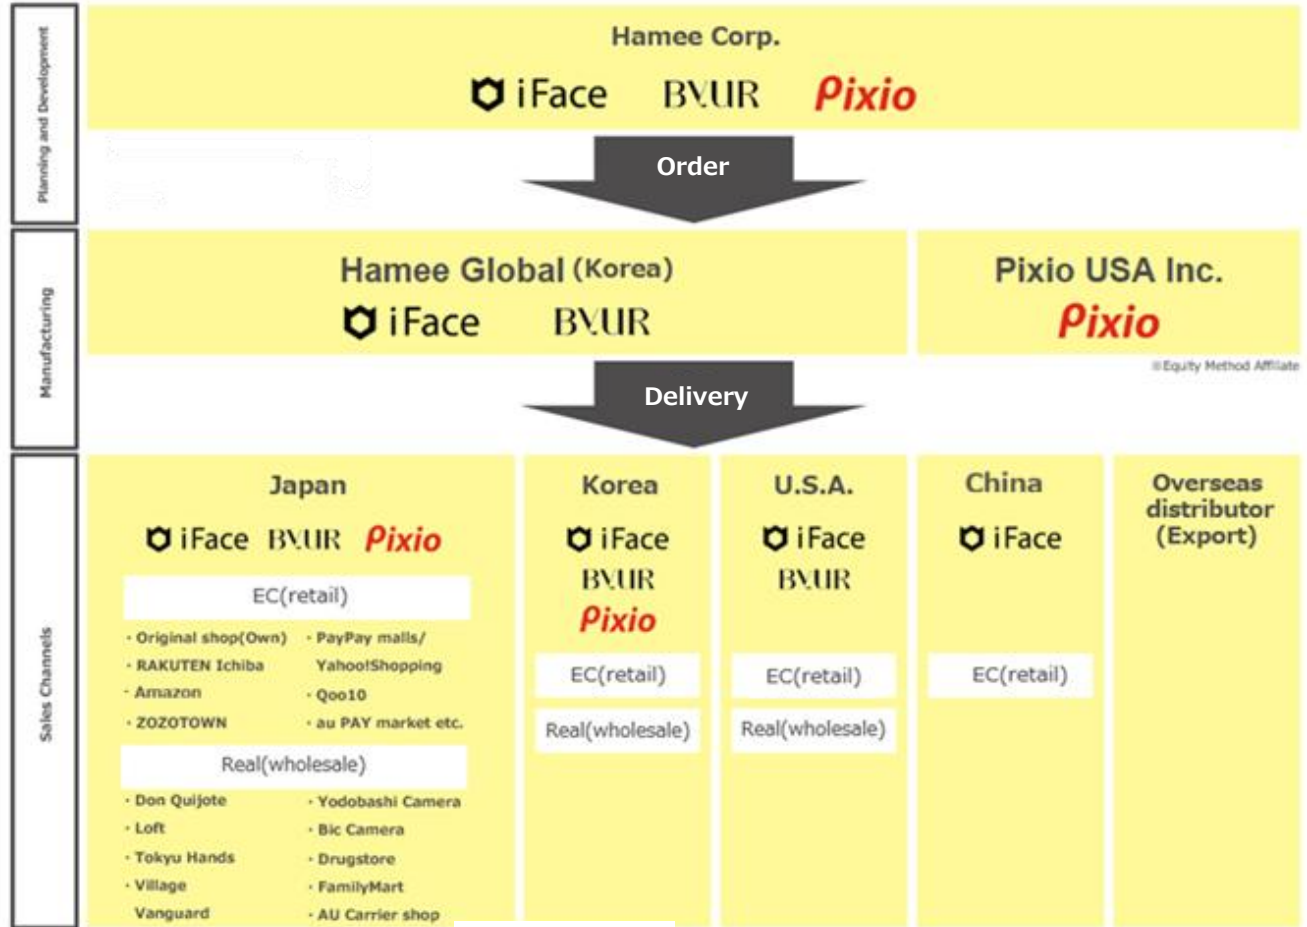 Planning and Development
Hamee Corp.
iFace BYUR Pixio
Order
Manufacturing
Hamee Global (Korea)
iFace BYUR
Pixio USA Inc.
Pixio
※Equity Method Affiliate
Delivery
Sales Channels
Japan
iFace BYUR Pixio
EC(retail)
・Original shop(Own)
・RAKUTEN Ichiba
・Amazon
・ZOZOTOWN
・PayPay malls/
Yahoo!Shopping
・Qoo10
・au PAY market etc.
Real(wholesale)
・Don Quijote
・Loft
・Tokyu Hands
・Village
Vanguard
・Yodobashi Camera
・Bic Camera
・Drugstore
・FamilyMart
・AU Carrier shop
Korea
iFace
BYUR
Pixio
EC(retail)
Real(wholesale)
U.S.A.
iFace
BYUR
EC(retail)
Real(wholesale)
China
iFace
EC(retail)
Overseas
distributor
(Export)